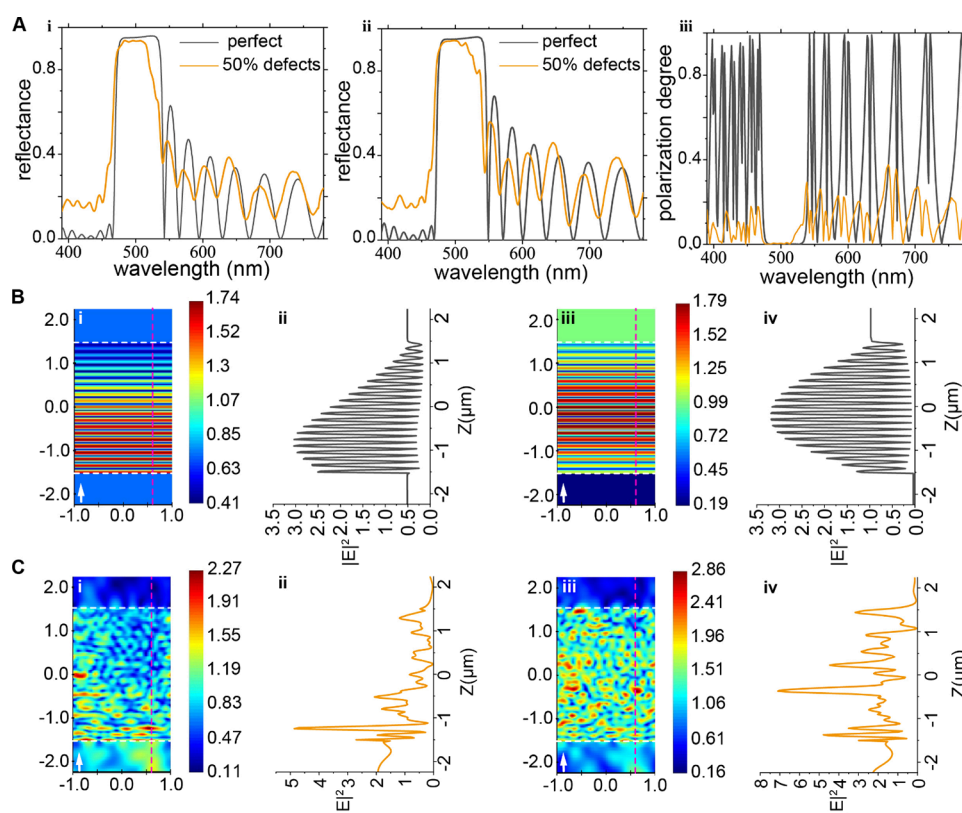 A
i
perfect
50% defects
reflectance
0.8
0.4
0.0
400 500 600 700
wavelength (nm)
ii
perfect
50% defects
reflectance
0.8
0.4
0.0
400 500 600 700
wavelength (nm)
iii
polarization degree
0.8
0.4
0.0
400 500 600 700
wavelength (nm)
B
i
2.0
1.0
0.0
-1.0
-2.0
-1.0 0.0 1.0
1.74
1.52
1.30
1.07
0.85
0.63
0.41
ii
2
1
0
-1
-2
Z(μm)
3.5 3.0 2.5 2.0 1.5 1.0 0.5 0.0
|E|²
iii
2.0
1.0
0.0
-1.0
-2.0
-1.0 0.0 1.0
1.79
1.52
1.25
0.99
0.72
0.45
0.19
iv
2
1
0
-1
-2
Z(μm)
3.5 3.0 2.5 2.0 1.5 1.0 0.5 0.0
|E|²
C
i
2.0
1.0
0.0
-1.0
-2.0
-1.0 0.0 1.0
2.27
1.91
1.55
1.19
0.83
0.47
0.11
ii
2
1
0
-1
-2
Z(μm)
5 4 3 2 1 0
E|²
iii
2.0
1.0
0.0
-1.0
-2.0
-1.0 0.0 1.0
2.86
2.41
1.96
1.51
1.06
0.61
0.16
iv
2
1
0
-1
-2
Z(μm)
8 7 6 5 4 3 2 1 0
E|²